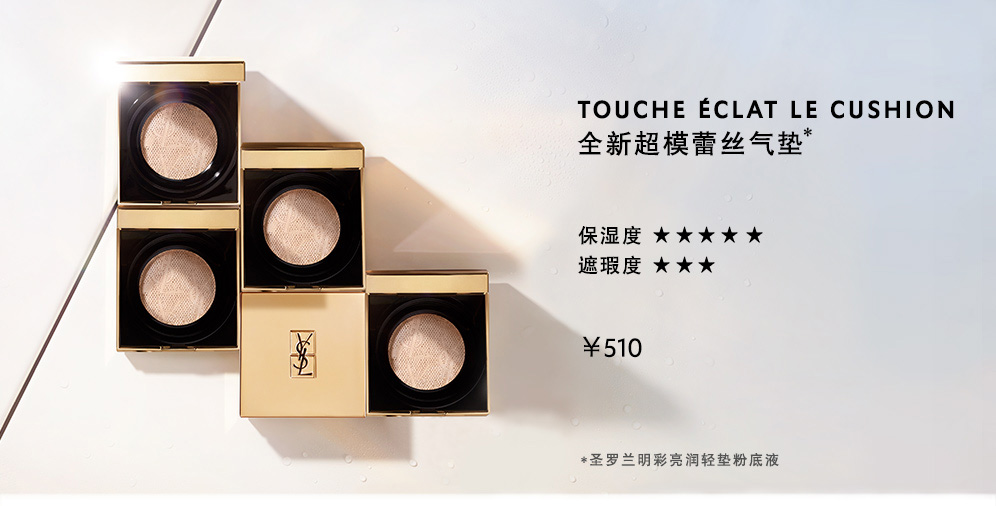 TOUCHE ÉCLAT LE CUSHION
全新超模蕾丝气垫*
保湿度 ★★★★★
遮瑕度 ★★★
￥510
YSL
*圣罗兰明彩亮润轻垫粉底液